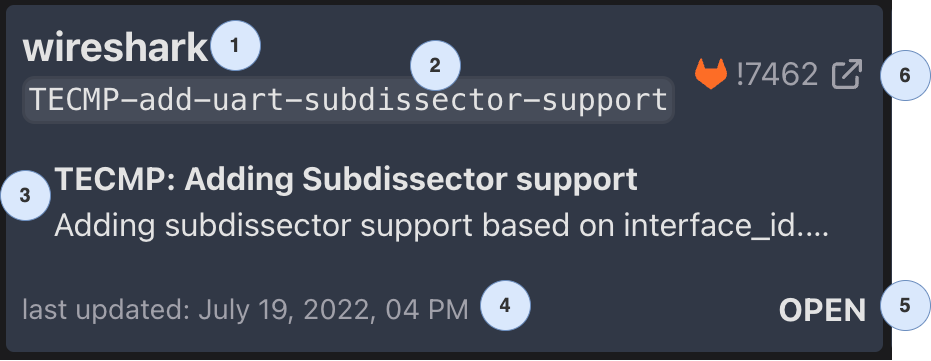 wireshark 1
2
TECMP-add-uart-subdissector-support
!7462 6
3 TECMP: Adding Subdissector support
Adding subdissector support based on interface_id....
last updated: July 19, 2022, 04 PM 4
OPEN 5